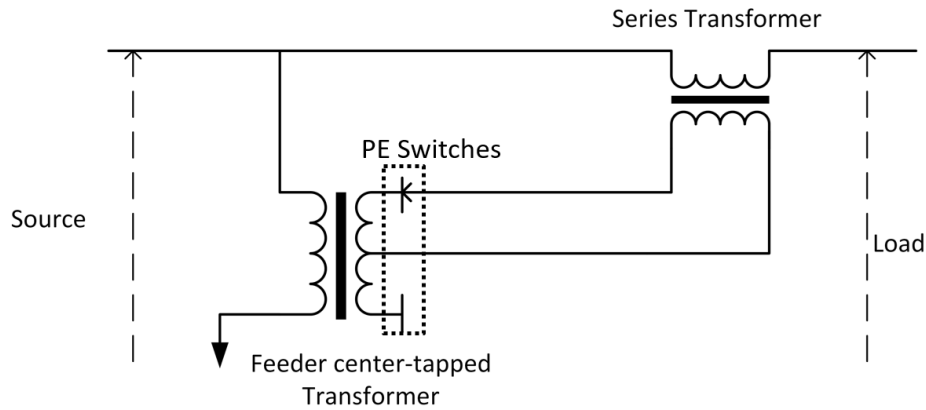 Series Transformer
PE Switches
Source
Load
Feeder center-tapped
Transformer